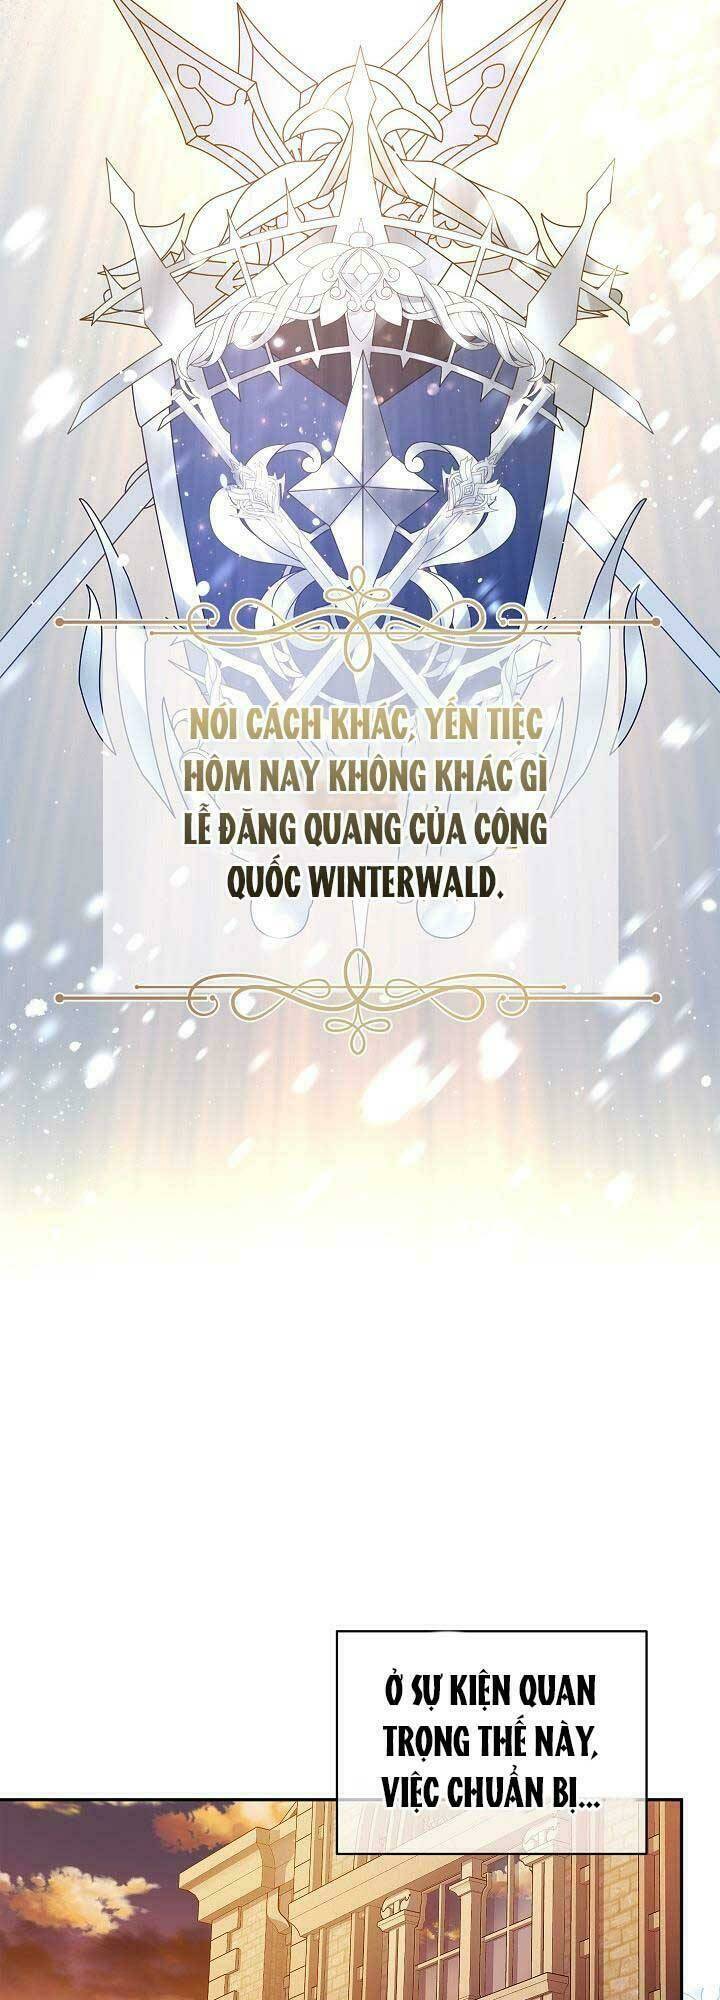 NÓI CÁCH KHÁC, YẾN TIỆC
HÔM NAY KHÔNG KHÁC GÌ
LỄ ĐĂNG QUANG CỦA CÔNG
QUỐC WINTERWALD.
Ở SỰ KIỆN QUAN
TRỌNG THẾ NÀY,
VIỆC CHUẨN BỊ...